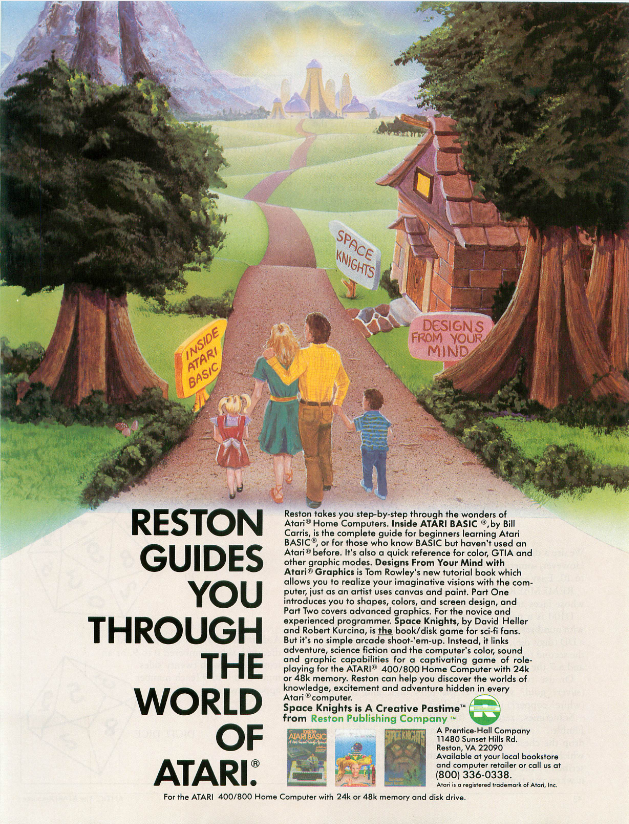 SPACE
KNIGHTS
INSIDE
ATARI
BASIC
DESIGNS
FROM YOUR
MIND
RESTON
GUIDES
YOU
THROUGH
THE
WORLD
OF
ATARI.®
Reston takes you step-by-step through the wonders of
Atari® Home Computers. Inside ATARI BASIC ®, by Bill
Carris, is the complete guide for beginners learning Atari
BASIC®, or for those who know BASIC but haven't used an
Atari® before. It's also a quick reference for color, GTIA and
other graphic modes. Designs From Your Mind with
Atari® Graphics is Tom Rowley's new tutorial book which
allows you to realize your imaginative visions with the com-
puter, just as an artist uses canvas and paint. Part One
introduces you to shapes, colors, and screen design, and
Part Two covers advanced graphics. For the novice and
experienced programmer. Space Knights, by David Heller
and Robert Kurcina, is the book/disk game for sci-fi fans.
But it's no simple arcade shoot-'em-up. Instead, it links
adventure, science fiction and the computer's color, sound
and graphic capabilities for a captivating game of role-
playing for the ATARI® 400/800 Home Computer with 24k
or 48k memory. Reston can help you discover the worlds of
knowledge, excitement and adventure hidden in every
Atari® computer.
Space Knights is A Creative Pastime™
from Reston Publishing Company ™
R
INSIDE
ATARI BASIC
SPACE KNIGHTS
A Prentice-Hall Company
11480 Sunset Hills Rd.
Reston, VA 22090
Available at your local bookstore
and computer retailer or call us at
(800) 336-0338.
Atari is a registered trademark of Atari, Inc.
For the ATARI 400/800 Home Computer with 24k or 48k memory and disk drive.